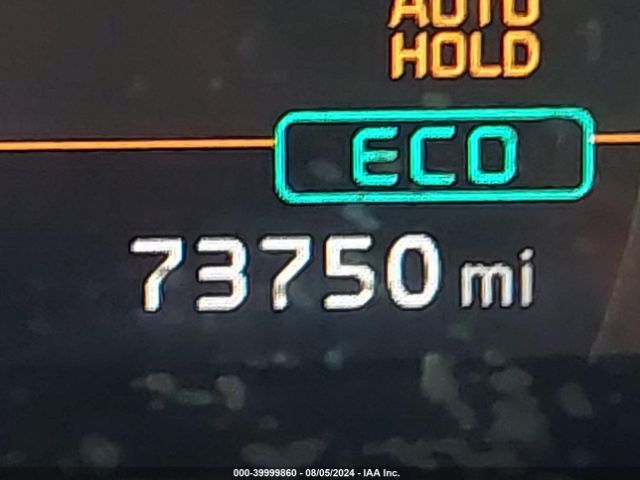 AUTO
HOLD
ECO
73750 mi
000-39999860 - 08/05/2024 - IAA Inc.